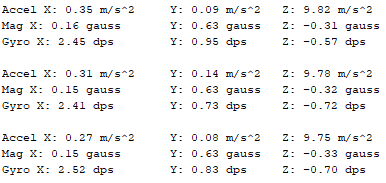 Accel X: 0.35 m/s^2 Y: 0.09 m/s^2 Z: 9.82 m/s^2
Mag X: 0.16 gauss Y: 0.63 gauss Z: -0.31 gauss
Gyro X: 2.45 dps Y: 0.95 dps Z: -0.57 dps
Accel X: 0.31 m/s^2 Y: 0.14 m/s^2 Z: 9.78 m/s^2
Mag X: 0.15 gauss Y: 0.63 gauss Z: -0.32 gauss
Gyro X: 2.41 dps Y: 0.73 dps Z: -0.72 dps
Accel X: 0.27 m/s^2 Y: 0.08 m/s^2 Z: 9.75 m/s^2
Mag X: 0.15 gauss Y: 0.63 gauss Z: -0.33 gauss
Gyro X: 2.52 dps Y: 0.83 dps Z: -0.70 dps